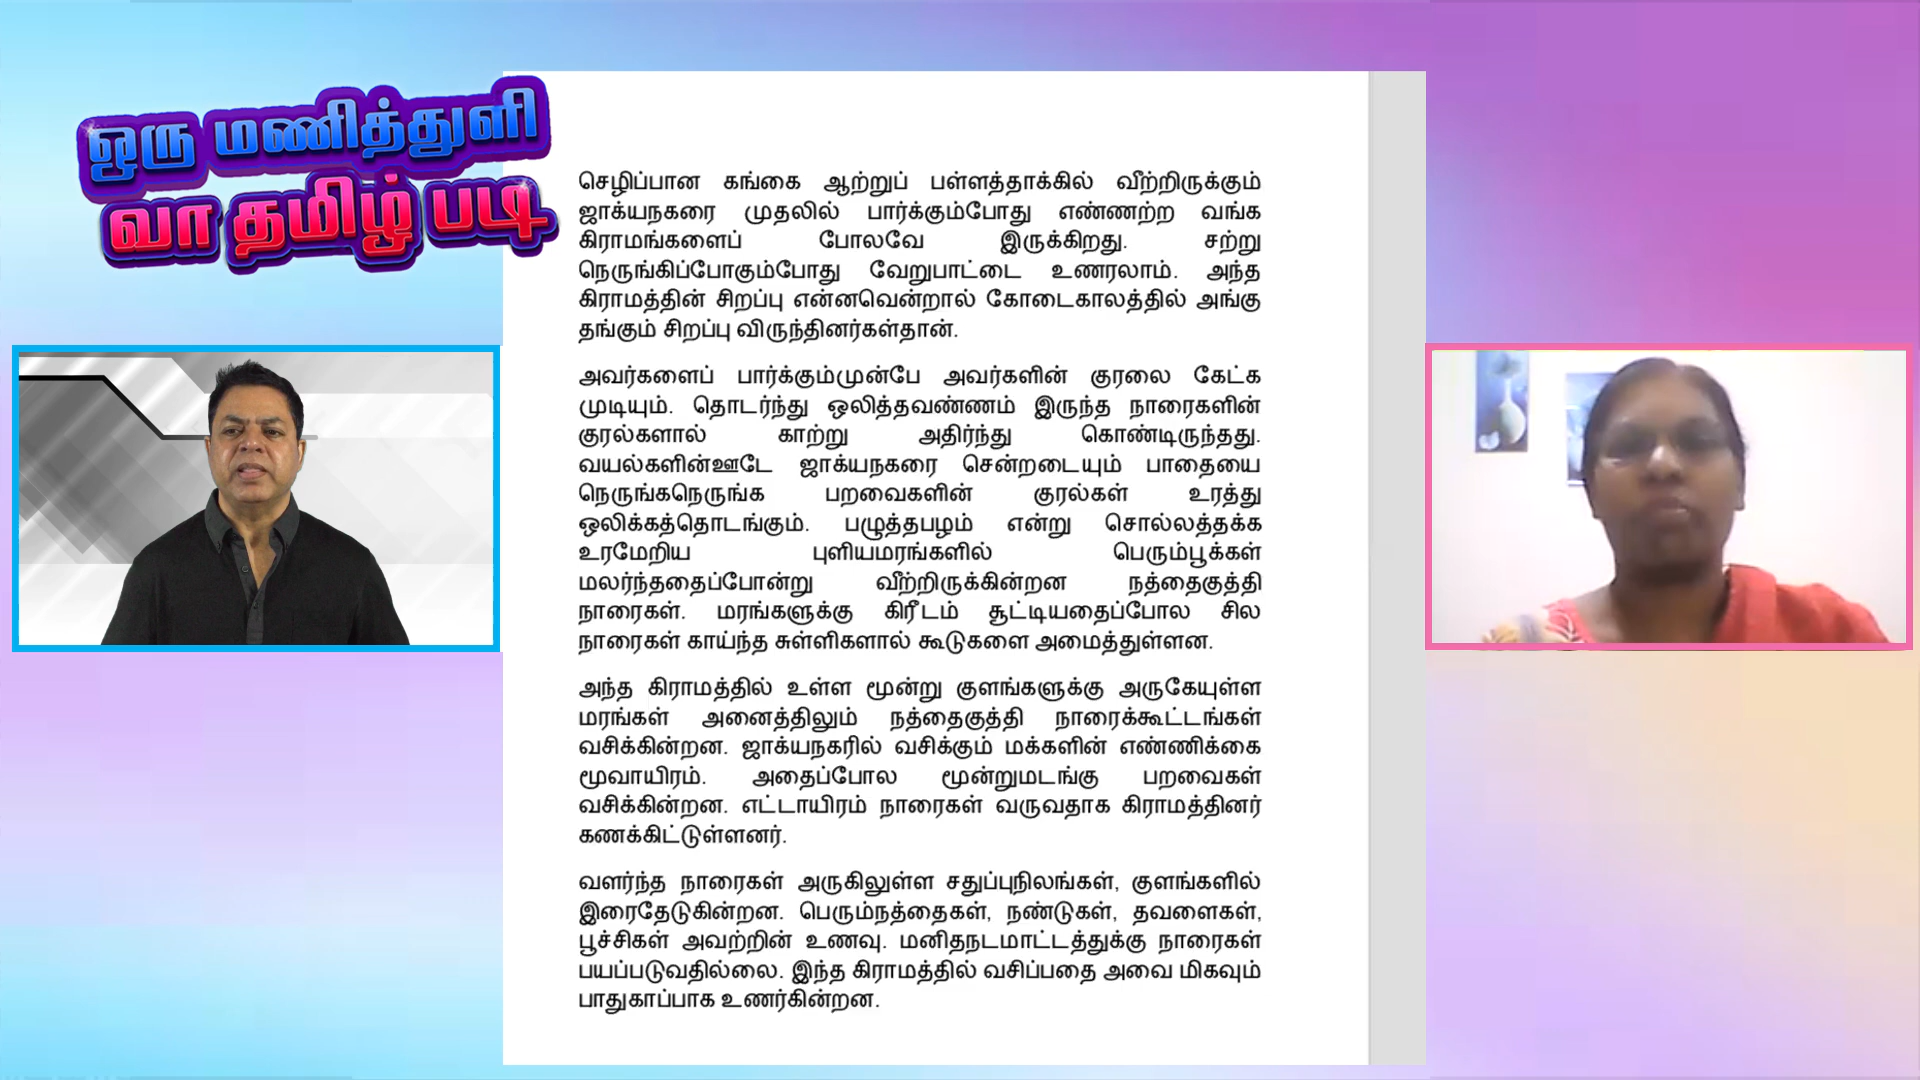 ஒரு மணித்துளி
வா தமிழ் படி
செழிப்பான கங்கை ஆற்றுப் பள்ளத்தாக்கில் வீற்றிருக்கும்
ஜாக்யநகரை முதலில் பார்க்கும்போது எண்ணற்ற வங்க
கிராமங்களைப் போலவே இருக்கிறது. சற்று
நெருங்கிப்போகும்போது வேறுபாட்டை உணரலாம். அந்த
கிராமத்தின் சிறப்பு என்னவென்றால் கோடைகாலத்தில் அங்கு
தங்கும் சிறப்பு விருந்தினர்கள்தான்.
அவர்களைப் பார்க்கும்முன்பே அவர்களின் குரலை கேட்க
முடியும். தொடர்ந்து ஒலித்தவண்ணம் இருந்த நாரைகளின்
குரல்களால் காற்று அதிர்ந்து கொண்டிருந்தது.
வயல்களின்ஊடே ஜாக்யநகரை சென்றடையும் பாதையை
நெருங்கநெருங்க பறவைகளின் குரல்கள் உரத்து
ஒலிக்கத்தொடங்கும். பழுத்தபழம் என்று சொல்லத்தக்க
உரமேறிய புளியமரங்களில் பெரும்பூக்கள்
மலர்ந்ததைப்போன்று வீற்றிருக்கின்றன நத்தைகுத்தி
நாரைகள். மரங்களுக்கு கிரீடம் சூட்டியதைப்போல சில
நாரைகள் காய்ந்த சுள்ளிகளால் கூடுகளை அமைத்துள்ளன.
அந்த கிராமத்தில் உள்ள மூன்று குளங்களுக்கு அருகேயுள்ள
மரங்கள் அனைத்திலும் நத்தைகுத்தி நாரைக்கூட்டங்கள்
வசிக்கின்றன. ஜாக்யநகரில் வசிக்கும் மக்களின் எண்ணிக்கை
மூவாயிரம். அதைப்போல மூன்றுமடங்கு பறவைகள்
வசிக்கின்றன. எட்டாயிரம் நாரைகள் வருவதாக கிராமத்தினர்
கணக்கிட்டுள்ளனர்.
வளர்ந்த நாரைகள் அருகிலுள்ள சதுப்புநிலங்கள், குளங்களில்
இரைதேடுகின்றன. பெரும்நத்தைகள், நண்டுகள், தவளைகள்,
பூச்சிகள் அவற்றின் உணவு. மனிதநடமாட்டத்துக்கு நாரைகள்
பயப்படுவதில்லை. இந்த கிராமத்தில் வசிப்பதை அவை மிகவும்
பாதுகாப்பாக உணர்கின்றன.